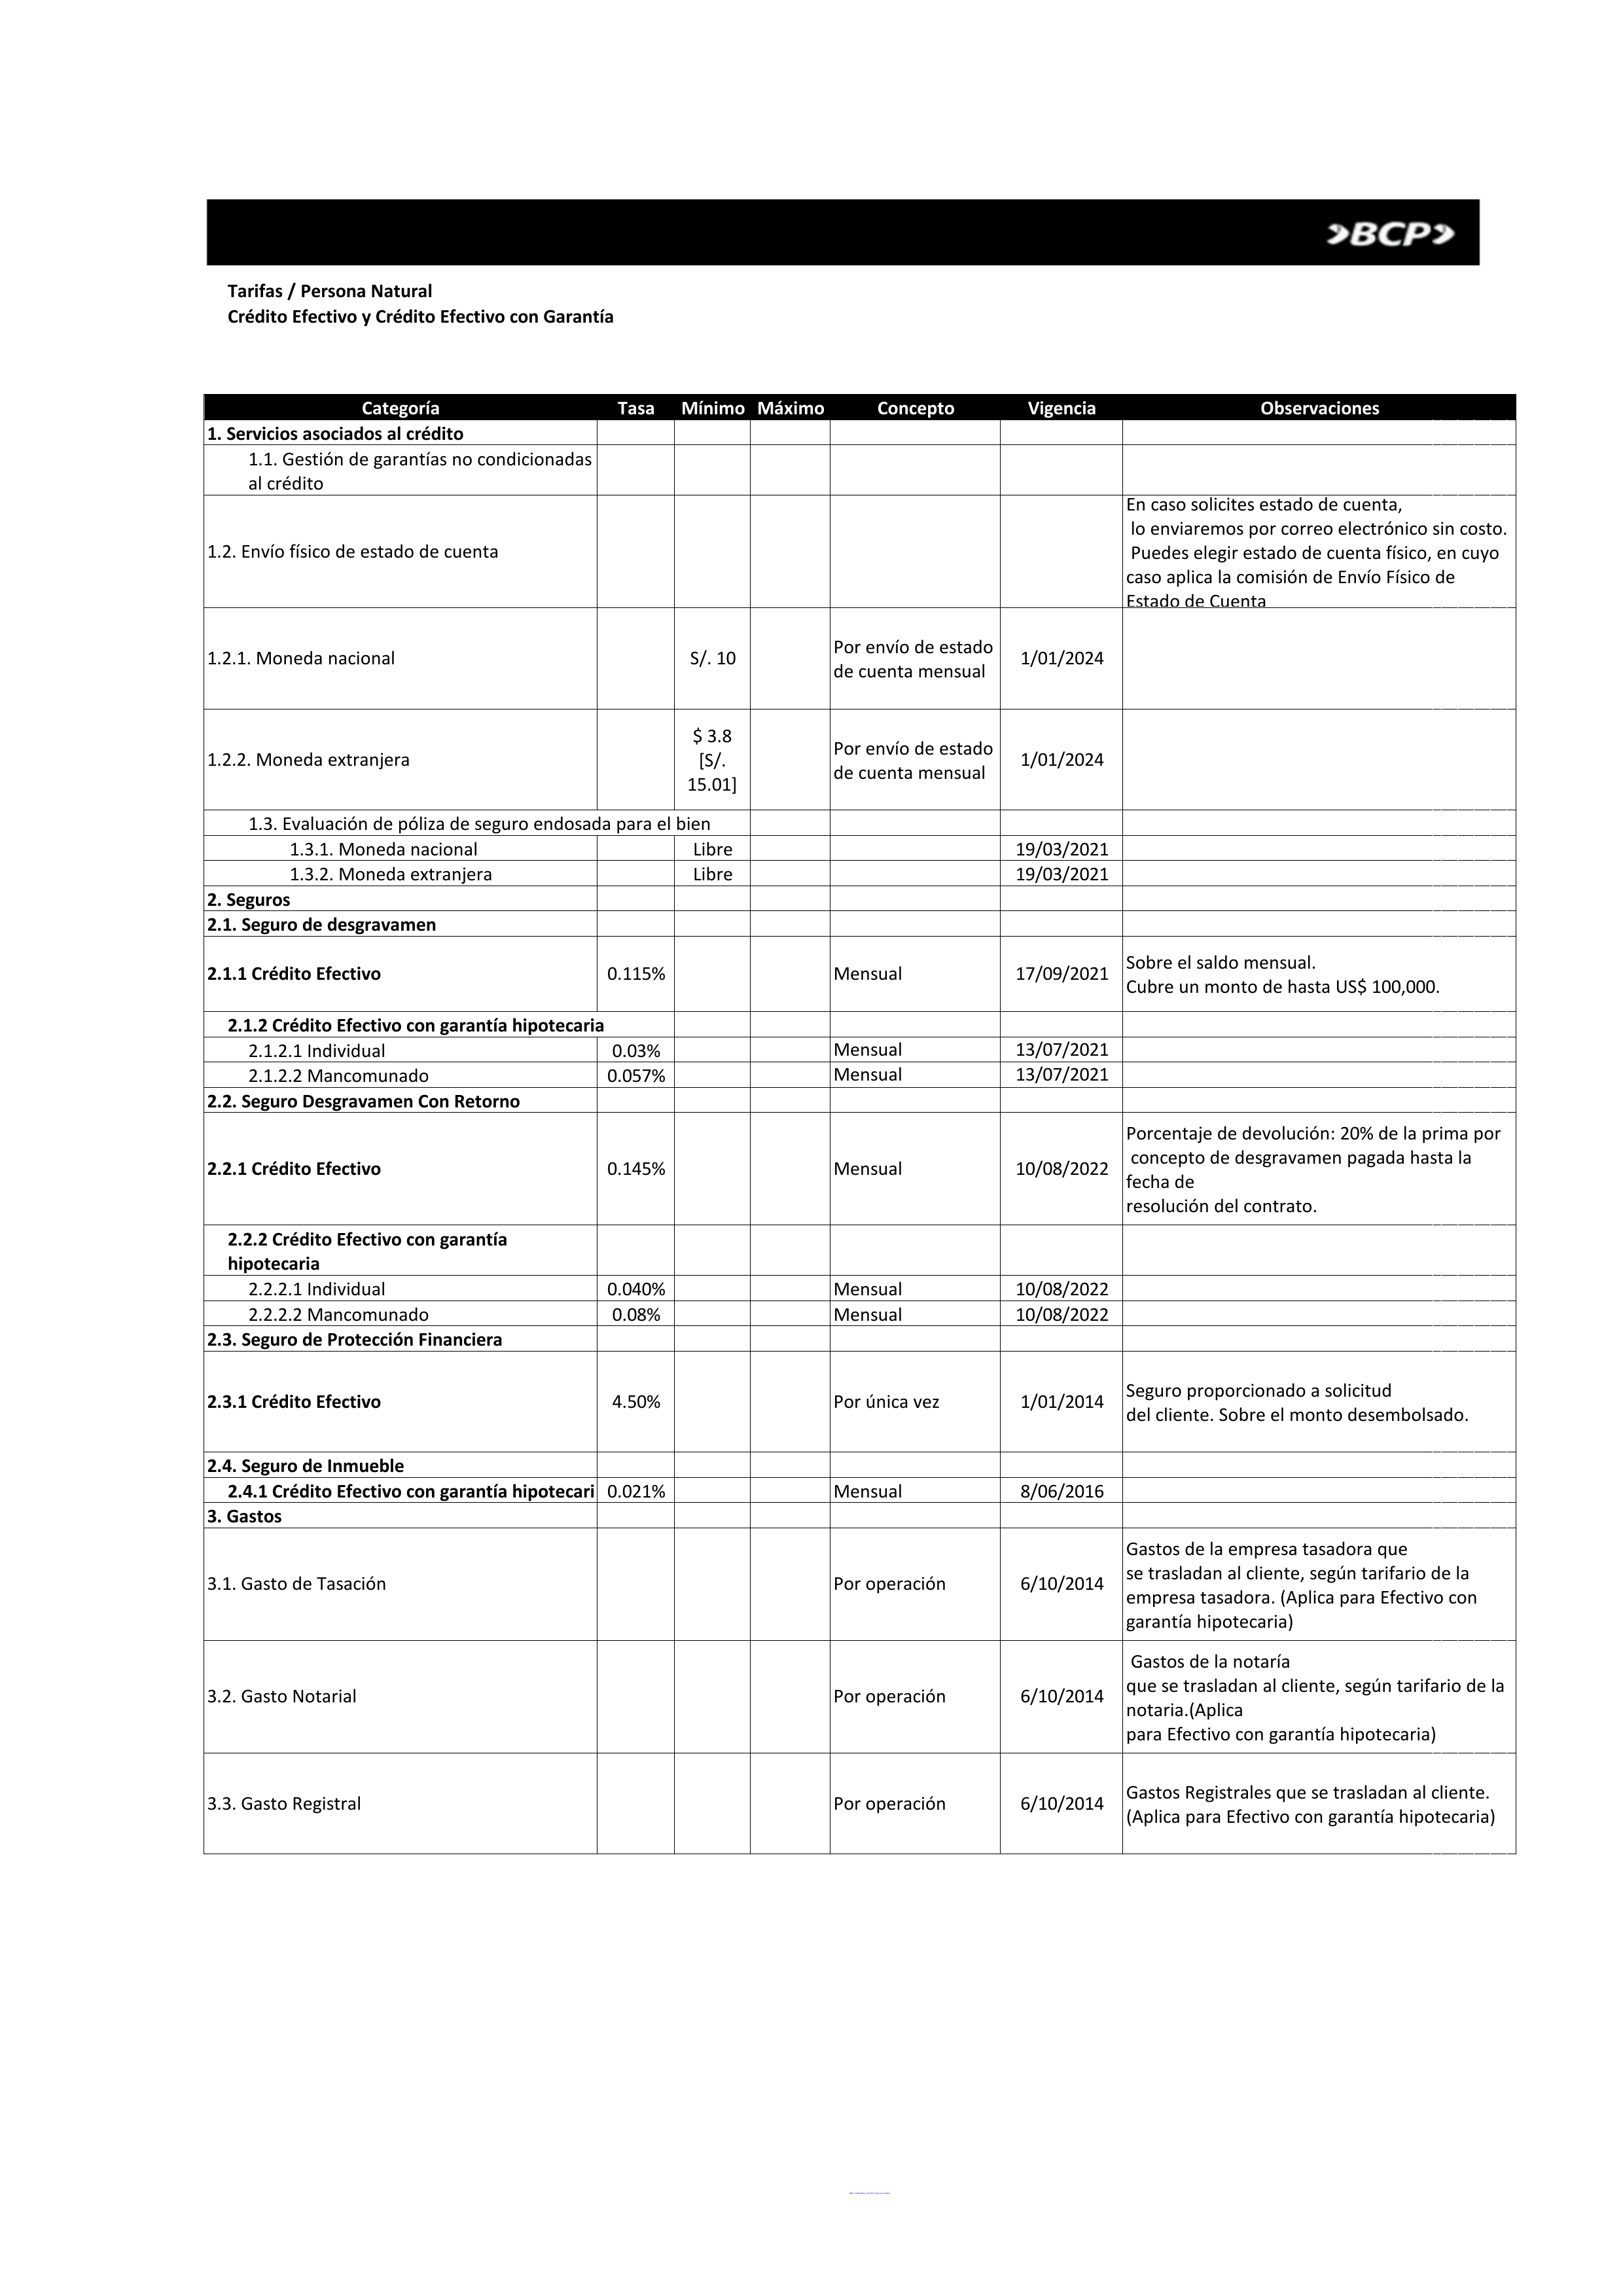 BCP
Tarifas / Persona Natural
Crédito Efectivo y Crédito Efectivo con Garantía
Categoría Tasa Mínimo Máximo Concepto Vigencia Observaciones
1. Servicios asociados al crédito
1.1. Gestión de garantías no condicionadas
al crédito
1.2. Envío físico de estado de cuenta
En caso solicites estado de cuenta,
lo enviaremos por correo electrónico sin costo.
Puedes elegir estado de cuenta físico, en cuyo
caso aplica la comisión de Envío Físico de
Estado de Cuenta
1.2.1. Moneda nacional
S/. 10
Por envío de estado
de cuenta mensual
1/01/2024
1.2.2. Moneda extranjera
$ 3.8
[S/.
15.01]
Por envío de estado
de cuenta mensual
1/01/2024
1.3. Evaluación de póliza de seguro endosada para el bien
1.3.1. Moneda nacional Libre 19/03/2021
1.3.2. Moneda extranjera Libre 19/03/2021
2. Seguros
2.1. Seguro de desgravamen
2.1.1 Crédito Efectivo 0.115% Mensual 17/09/2021
Sobre el saldo mensual.
Cubre un monto de hasta US$ 100,000.
2.1.2 Crédito Efectivo con garantía hipotecaria
2.1.2.1 Individual 0.03% Mensual 13/07/2021
2.1.2.2 Mancomunado 0.057% Mensual 13/07/2021
2.2. Seguro Desgravamen Con Retorno
2.2.1 Crédito Efectivo 0.145% Mensual 10/08/2022
Porcentaje de devolución: 20% de la prima por
concepto de desgravamen pagada hasta la
fecha de
resolución del contrato.
2.2.2 Crédito Efectivo con garantía
hipotecaria
2.2.2.1 Individual 0.040% Mensual 10/08/2022
2.2.2.2 Mancomunado 0.08% Mensual 10/08/2022
2.3. Seguro de Protección Financiera
2.3.1 Crédito Efectivo 4.50% Por única vez 1/01/2014
Seguro proporcionado a solicitud
del cliente. Sobre el monto desembolsado.
2.4. Seguro de Inmueble
2.4.1 Crédito Efectivo con garantía hipotecari 0.021% Mensual 8/06/2016
3. Gastos
3.1. Gasto de Tasación Por operación 6/10/2014
Gastos de la empresa tasadora que
se trasladan al cliente, según tarifario de la
empresa tasadora. (Aplica para Efectivo con
garantía hipotecaria)
3.2. Gasto Notarial Por operación 6/10/2014
Gastos de la notaría
que se trasladan al cliente, según tarifario de la
notaria.(Aplica
para Efectivo con garantía hipotecaria)
3.3. Gasto Registral Por operación 6/10/2014
Gastos Registrales que se trasladan al cliente.
(Aplica para Efectivo con garantía hipotecaria)